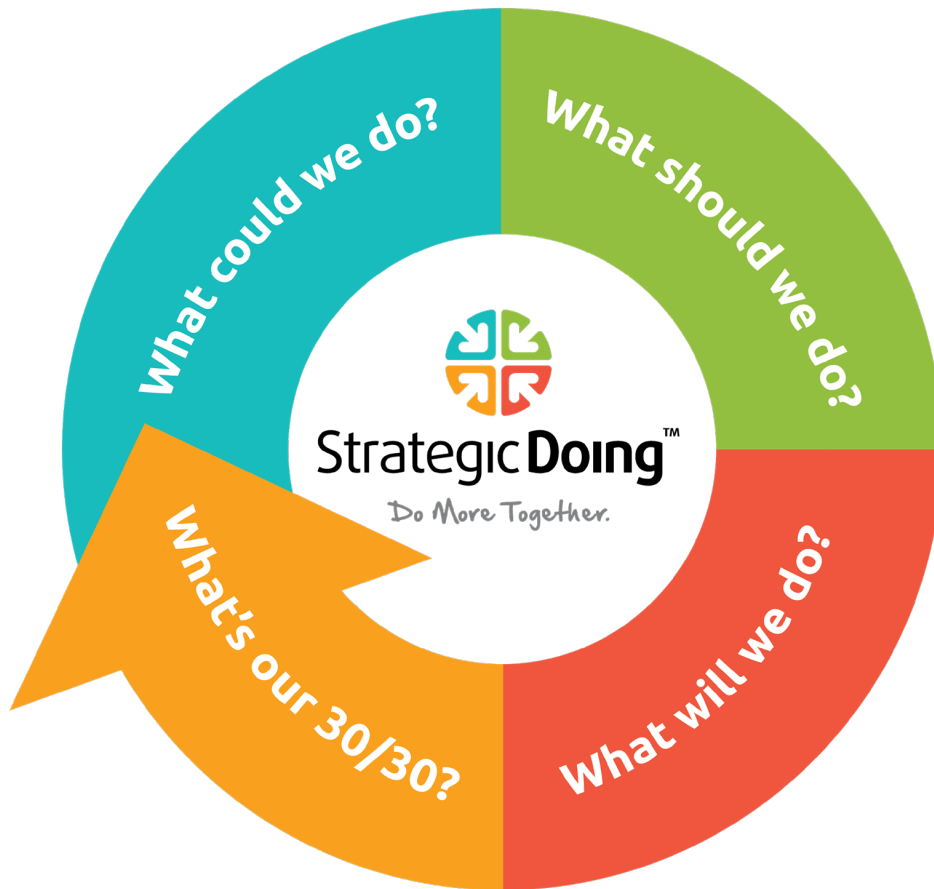 What could we do?
What should we do?
What will we do?
What's our 30/30?
StrategicDoing™
Do More Together.